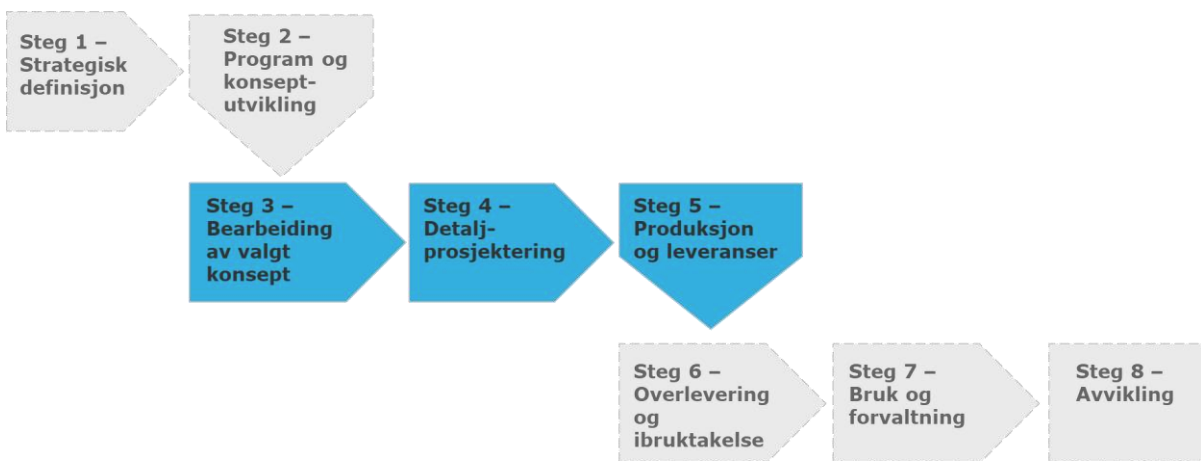 Steg 1 –
Strategisk
definisjon
Steg 2 –
Program og
konsept-
utvikling
Steg 3 –
Bearbeiding
av valgt
konsept
Steg 4 –
Detalj-
prosjektering
Steg 5 –
Produksjon
og leveranser
Steg 6 –
Overlevering
og
ibruktakelse
Steg 7 –
Bruk og
forvaltning
Steg 8 –
Avvikling